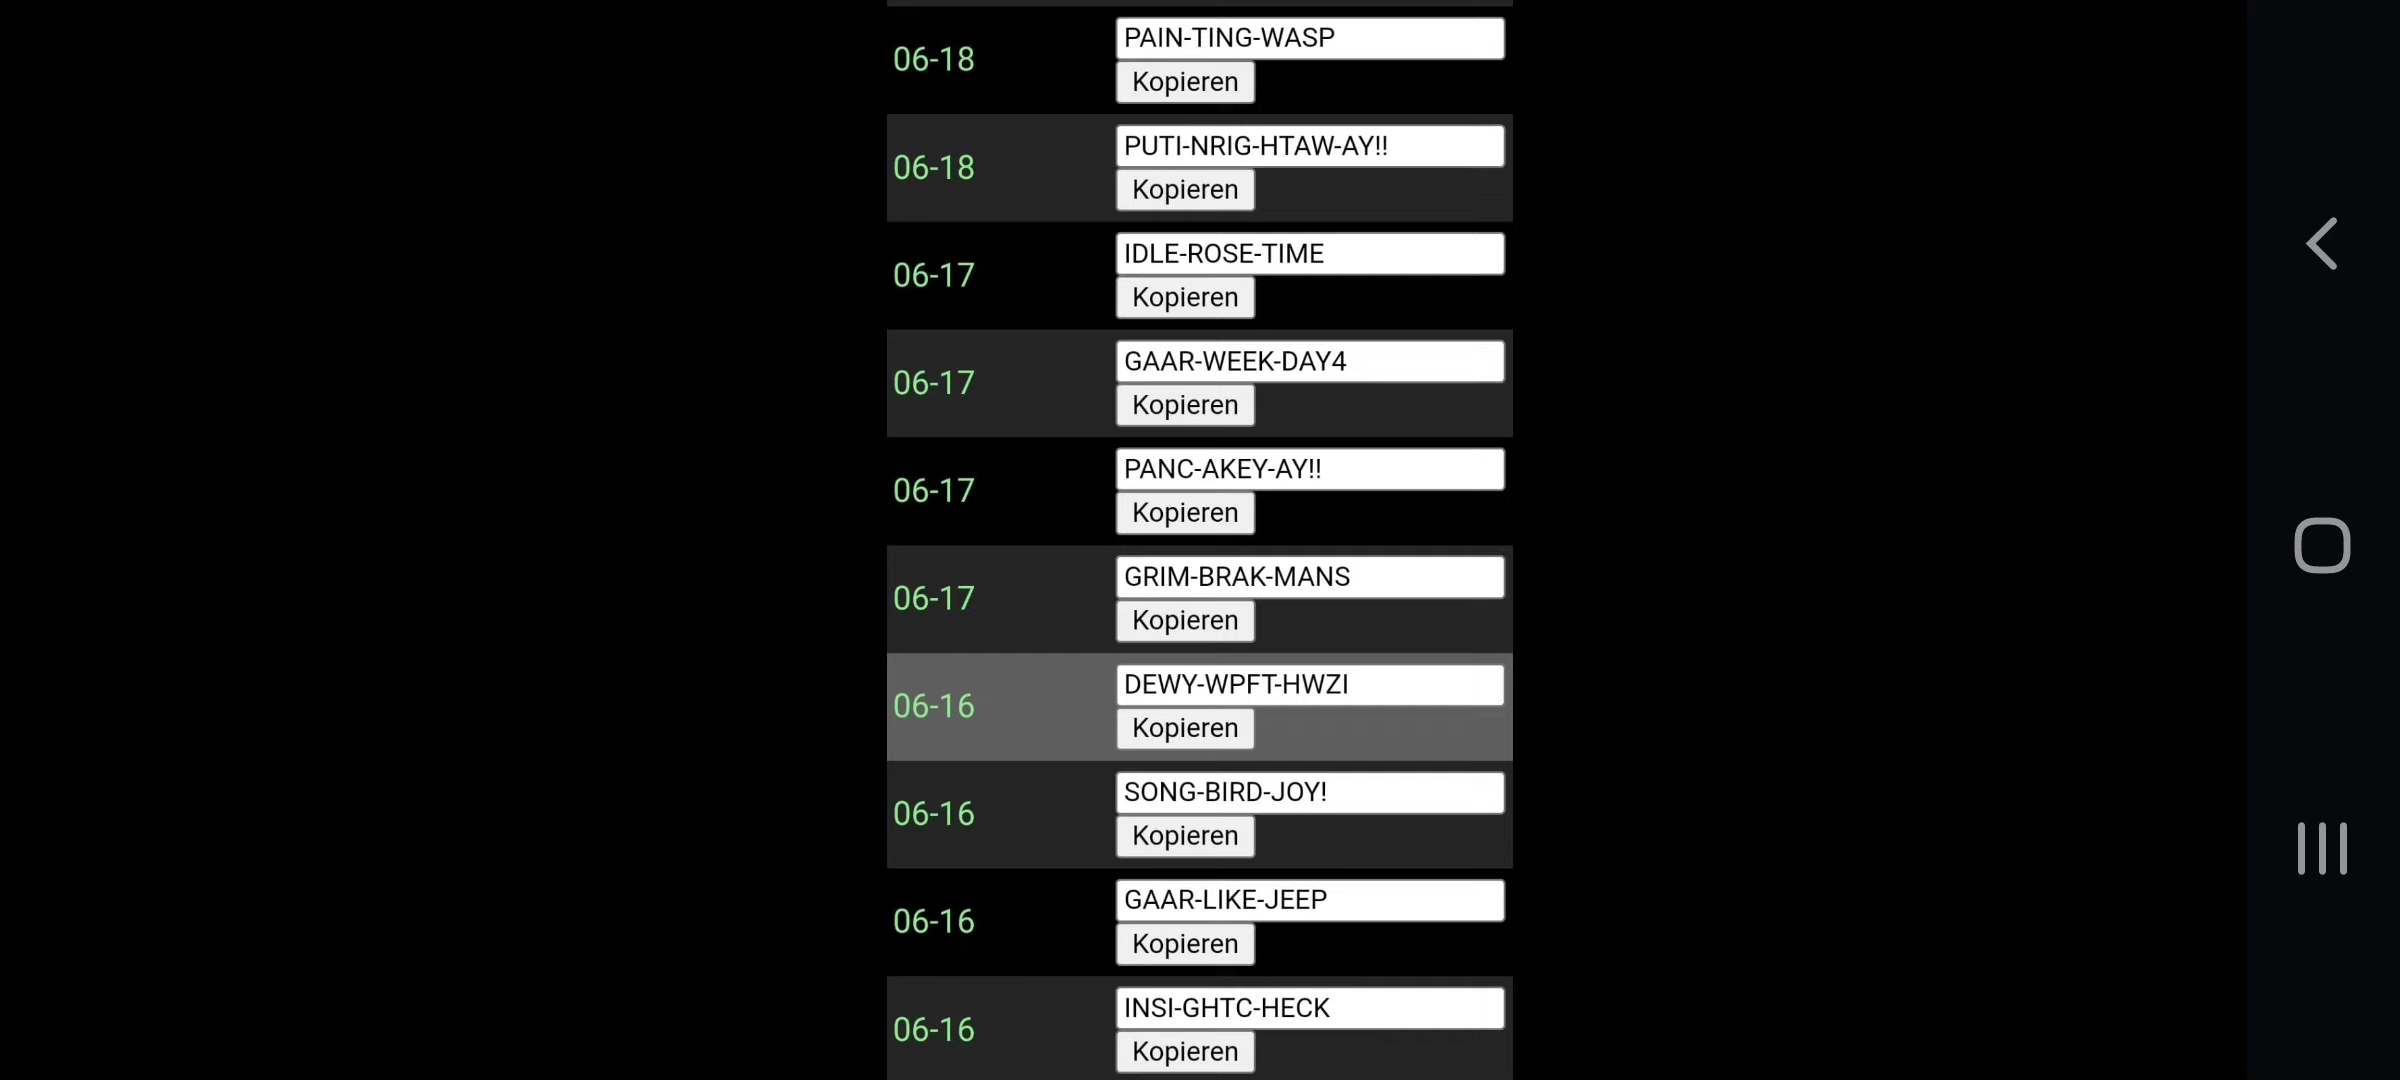 06-18
PAIN-TING-WASP
Kopieren
06-18
PUTI-NRIG-HTAW-AY!!
Kopieren
06-17
IDLE-ROSE-TIME
Kopieren
06-17
GAAR-WEEK-DAY4
Kopieren
06-17
PANC-AKEY-AY!!
Kopieren
06-17
GRIM-BRAK-MANS
Kopieren
06-16
DEWY-WPFT-HWZI
Kopieren
06-16
SONG-BIRD-JOY!
Kopieren
06-16
GAAR-LIKE-JEEP
Kopieren
06-16
INSI-GHTC-HECK
Kopieren